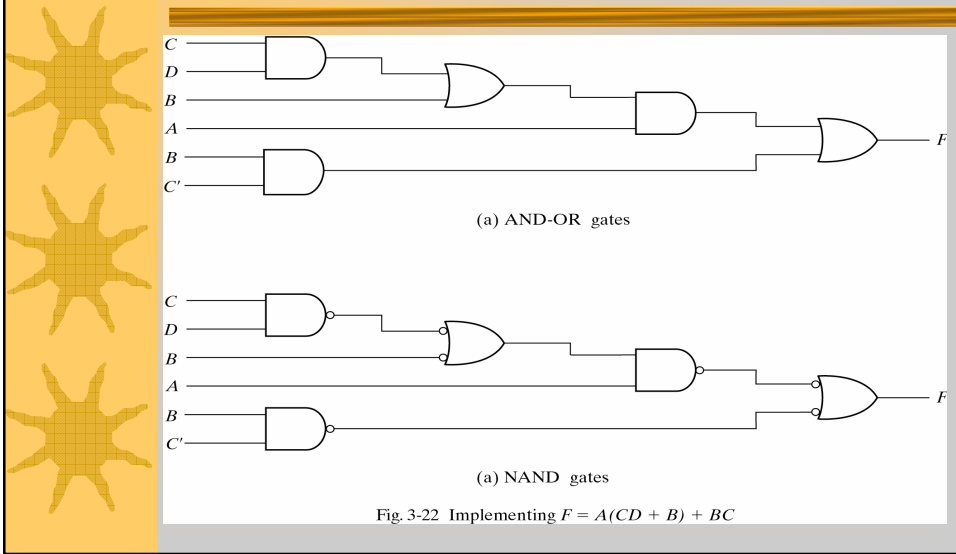 C
D
B
A
B
C'
F
(a) AND-OR gates
C
D
B
A
B
C'
F
(a) NAND gates
Fig. 3-22 Implementing F = A(CD + B) + BC